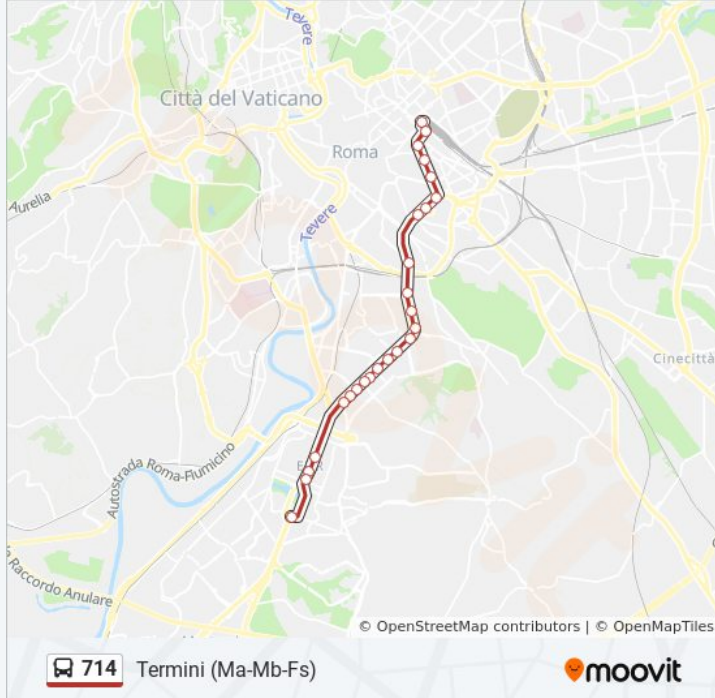 Tevere
Città del Vaticano
Roma
Aurelia
Tevere
Cinecittà
EUR
Autostrada Roma-Fiumicino
Raccordo Anulare
© OpenStreetMap contributors | © OpenMapTiles
714 Termini (Ma-Mb-Fs)
moovit